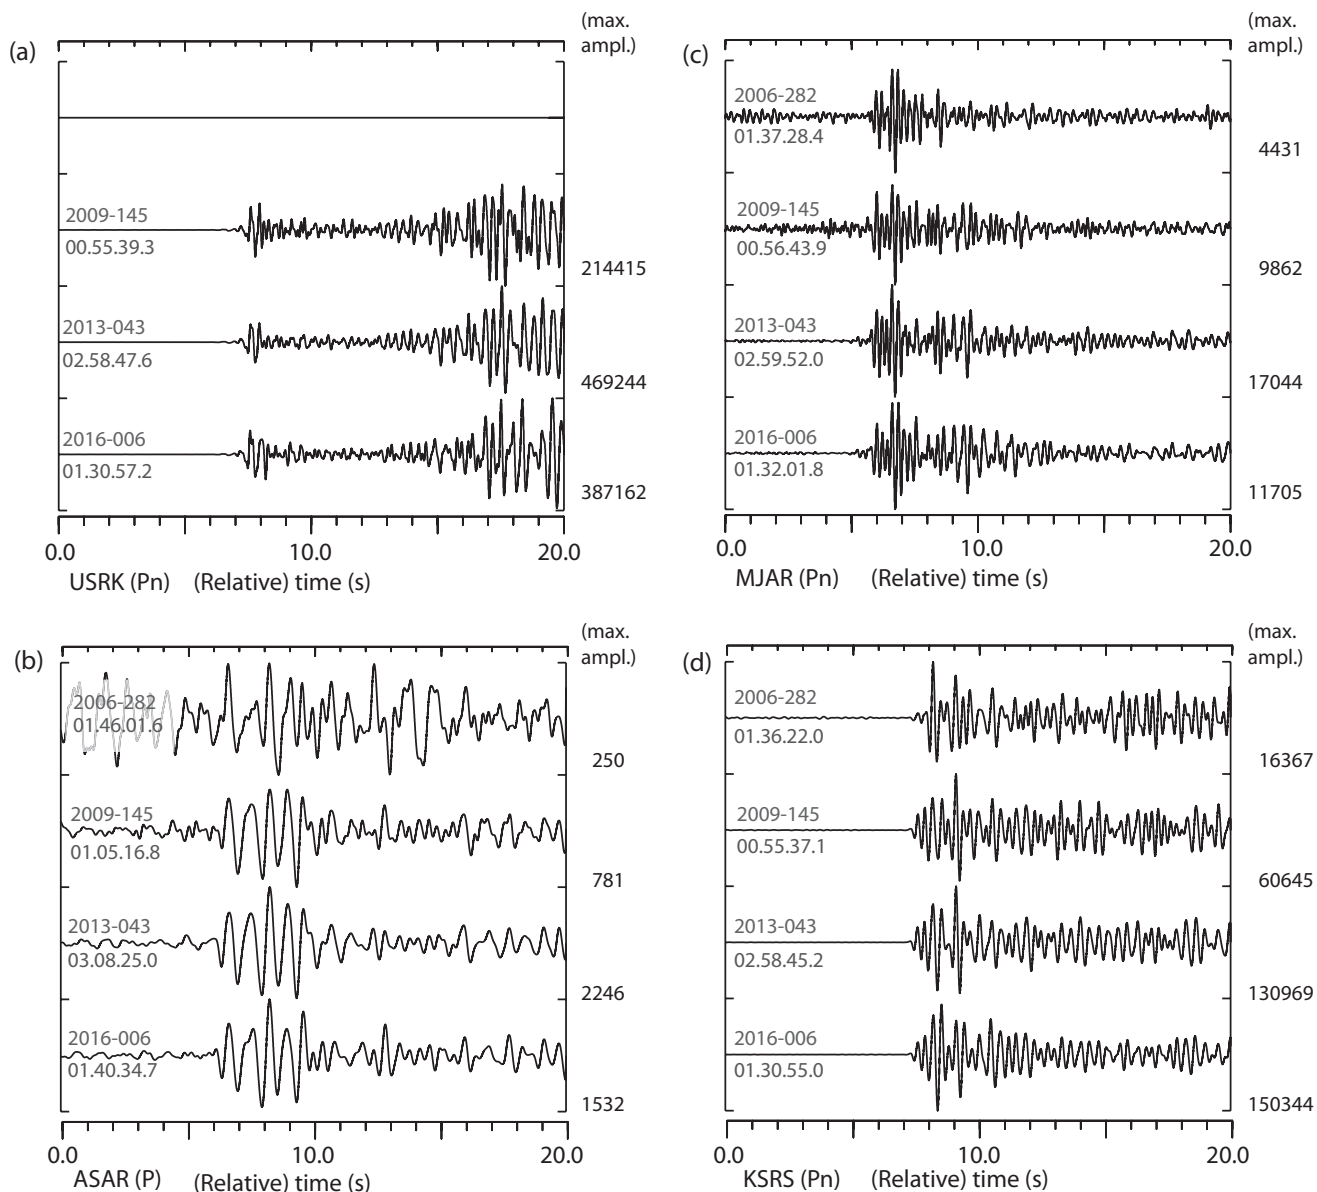 (a)
(max.
ampl.)
2009-145
00.55.39.3
214415
2013-043
02.58.47.6
469244
2016-006
01.30.57.2
387162
0.0 10.0 20.0
USRK (Pn) (Relative) time (s)
(c)
(max.
ampl.)
2006-282
01.37.28.4
4431
2009-145
00.56.43.9
9862
2013-043
02.59.52.0
17044
2016-006
01.32.01.8
11705
0.0 10.0 20.0
MJAR (Pn) (Relative) time (s)
(b)
(max.
ampl.)
2006-282
01.46.01.6
250
2009-145
01.05.16.8
781
2013-043
03.08.25.0
2246
2016-006
01.40.34.7
1532
0.0 10.0 20.0
ASAR (P) (Relative) time (s)
(d)
(max.
ampl.)
2006-282
01.36.22.0
16367
2009-145
00.55.37.1
60645
2013-043
02.58.45.2
130969
2016-006
01.30.55.0
150344
0.0 10.0 20.0
KSRS (Pn) (Relative) time (s)